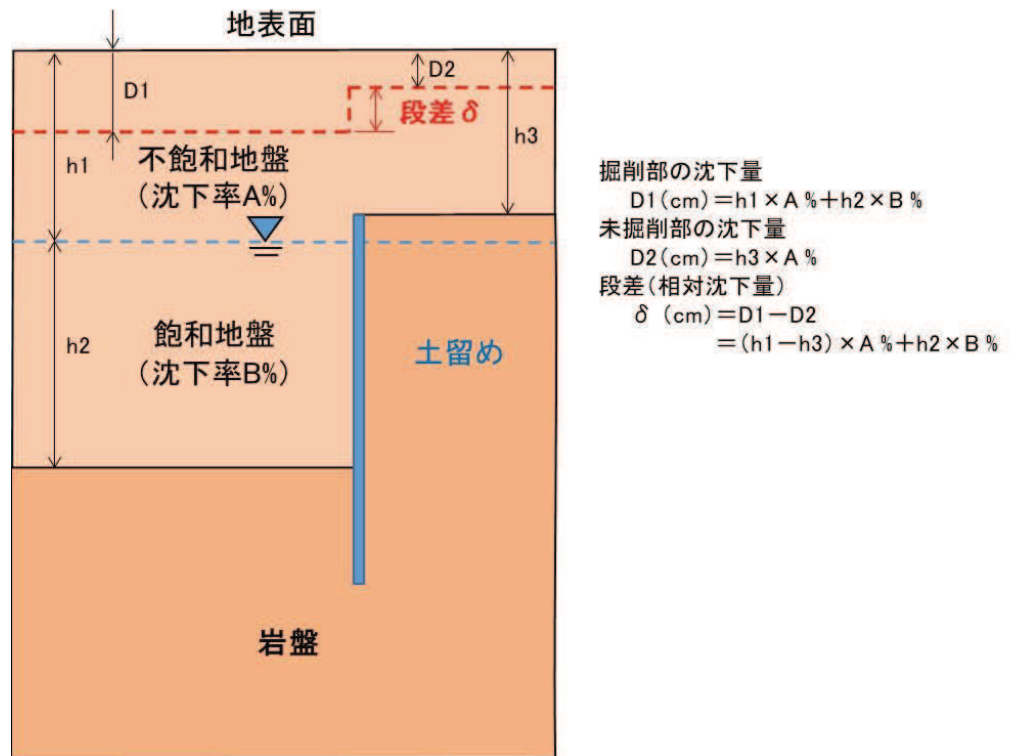 地表面
D1
D2
段差δ
h3
h1
不飽和地盤
(沈下率A%)
h2
飽和地盤
(沈下率B%)
土留め
岩盤
掘削部の沈下量
D1(cm)=h1×A%+h2×B%
未掘削部の沈下量
D2(cm)=h3×A%
段差(相対沈下量)
δ (cm)=D1-D2
=(h1-h3)×A%+h2×B%